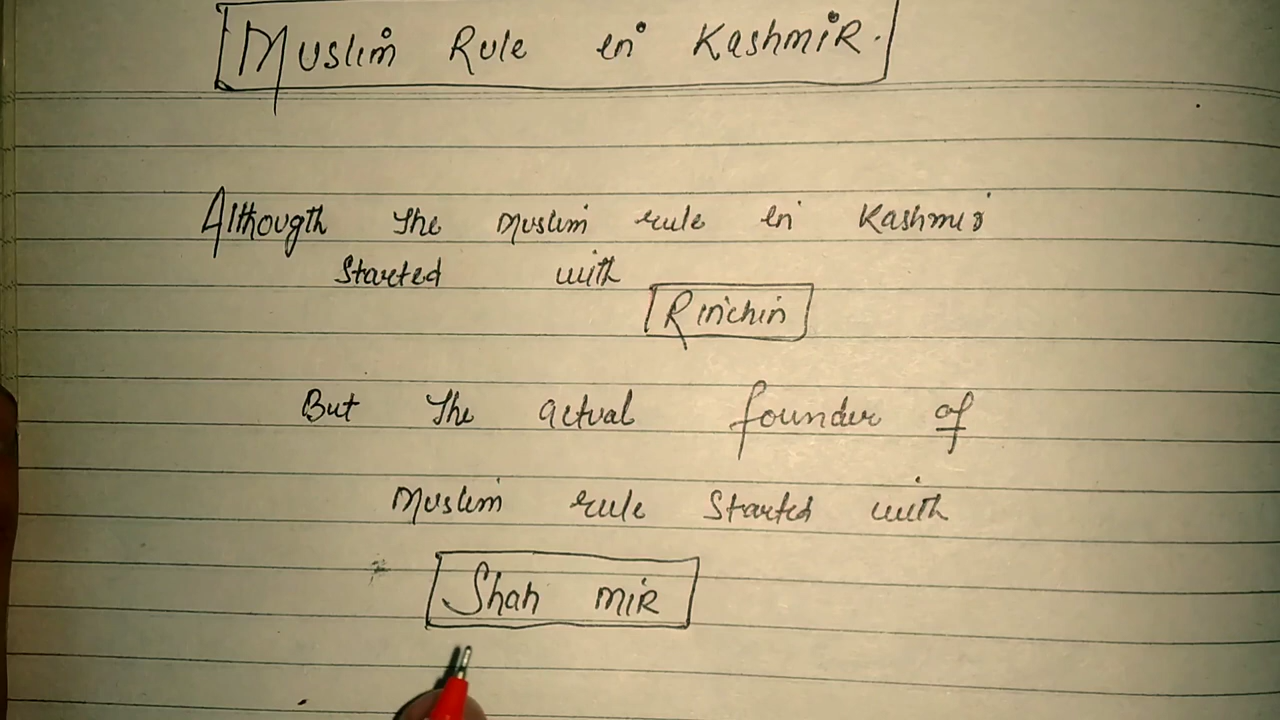 Muslim Rule in Kashmir.
Althougth the Muslim rule in Kashmir
started with
Rinchin
But the actual founder of
Muslim rule started with
Shah Mir